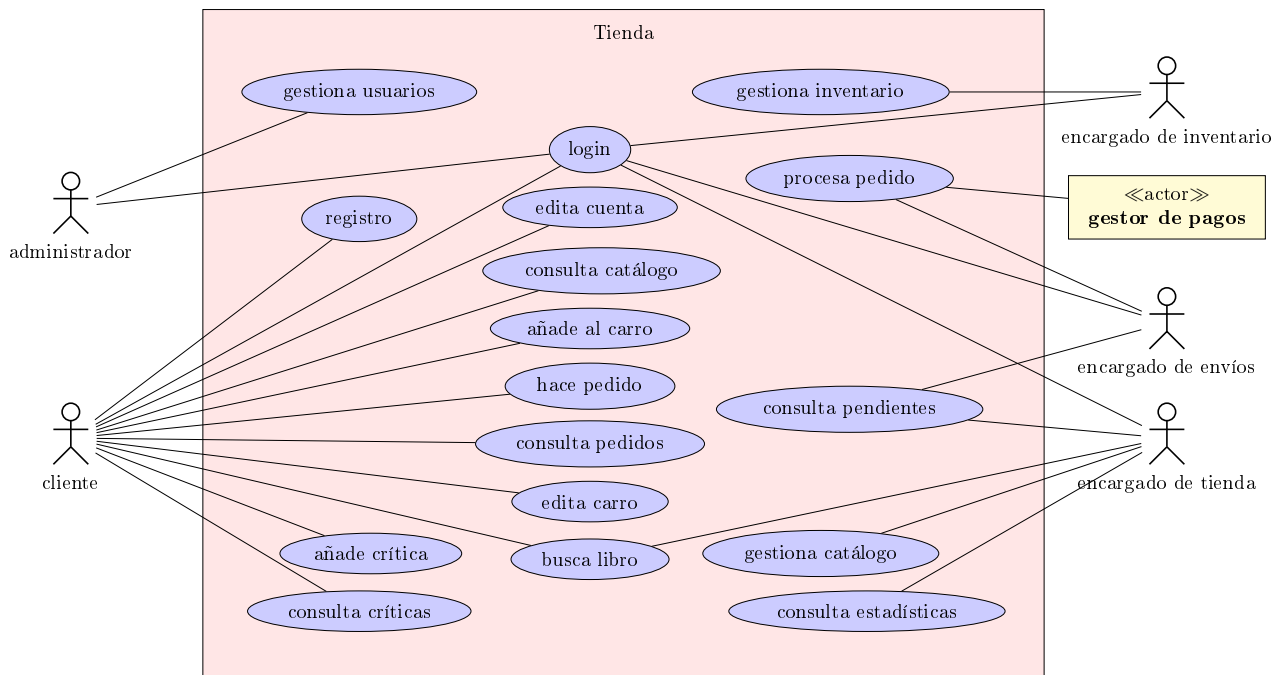 Tienda
gestiona usuarios
gestiona inventario
encargado de inventario
login
procesa pedido
≪actor≫
gestor de pagos
edita cuenta
registro
administrador
consulta catálogo
añade al carro
encargado de envíos
hace pedido
consulta pendientes
consulta pedidos
cliente
encargado de tienda
edita carro
añade crítica
busca libro
gestiona catálogo
consulta críticas
consulta estadísticas